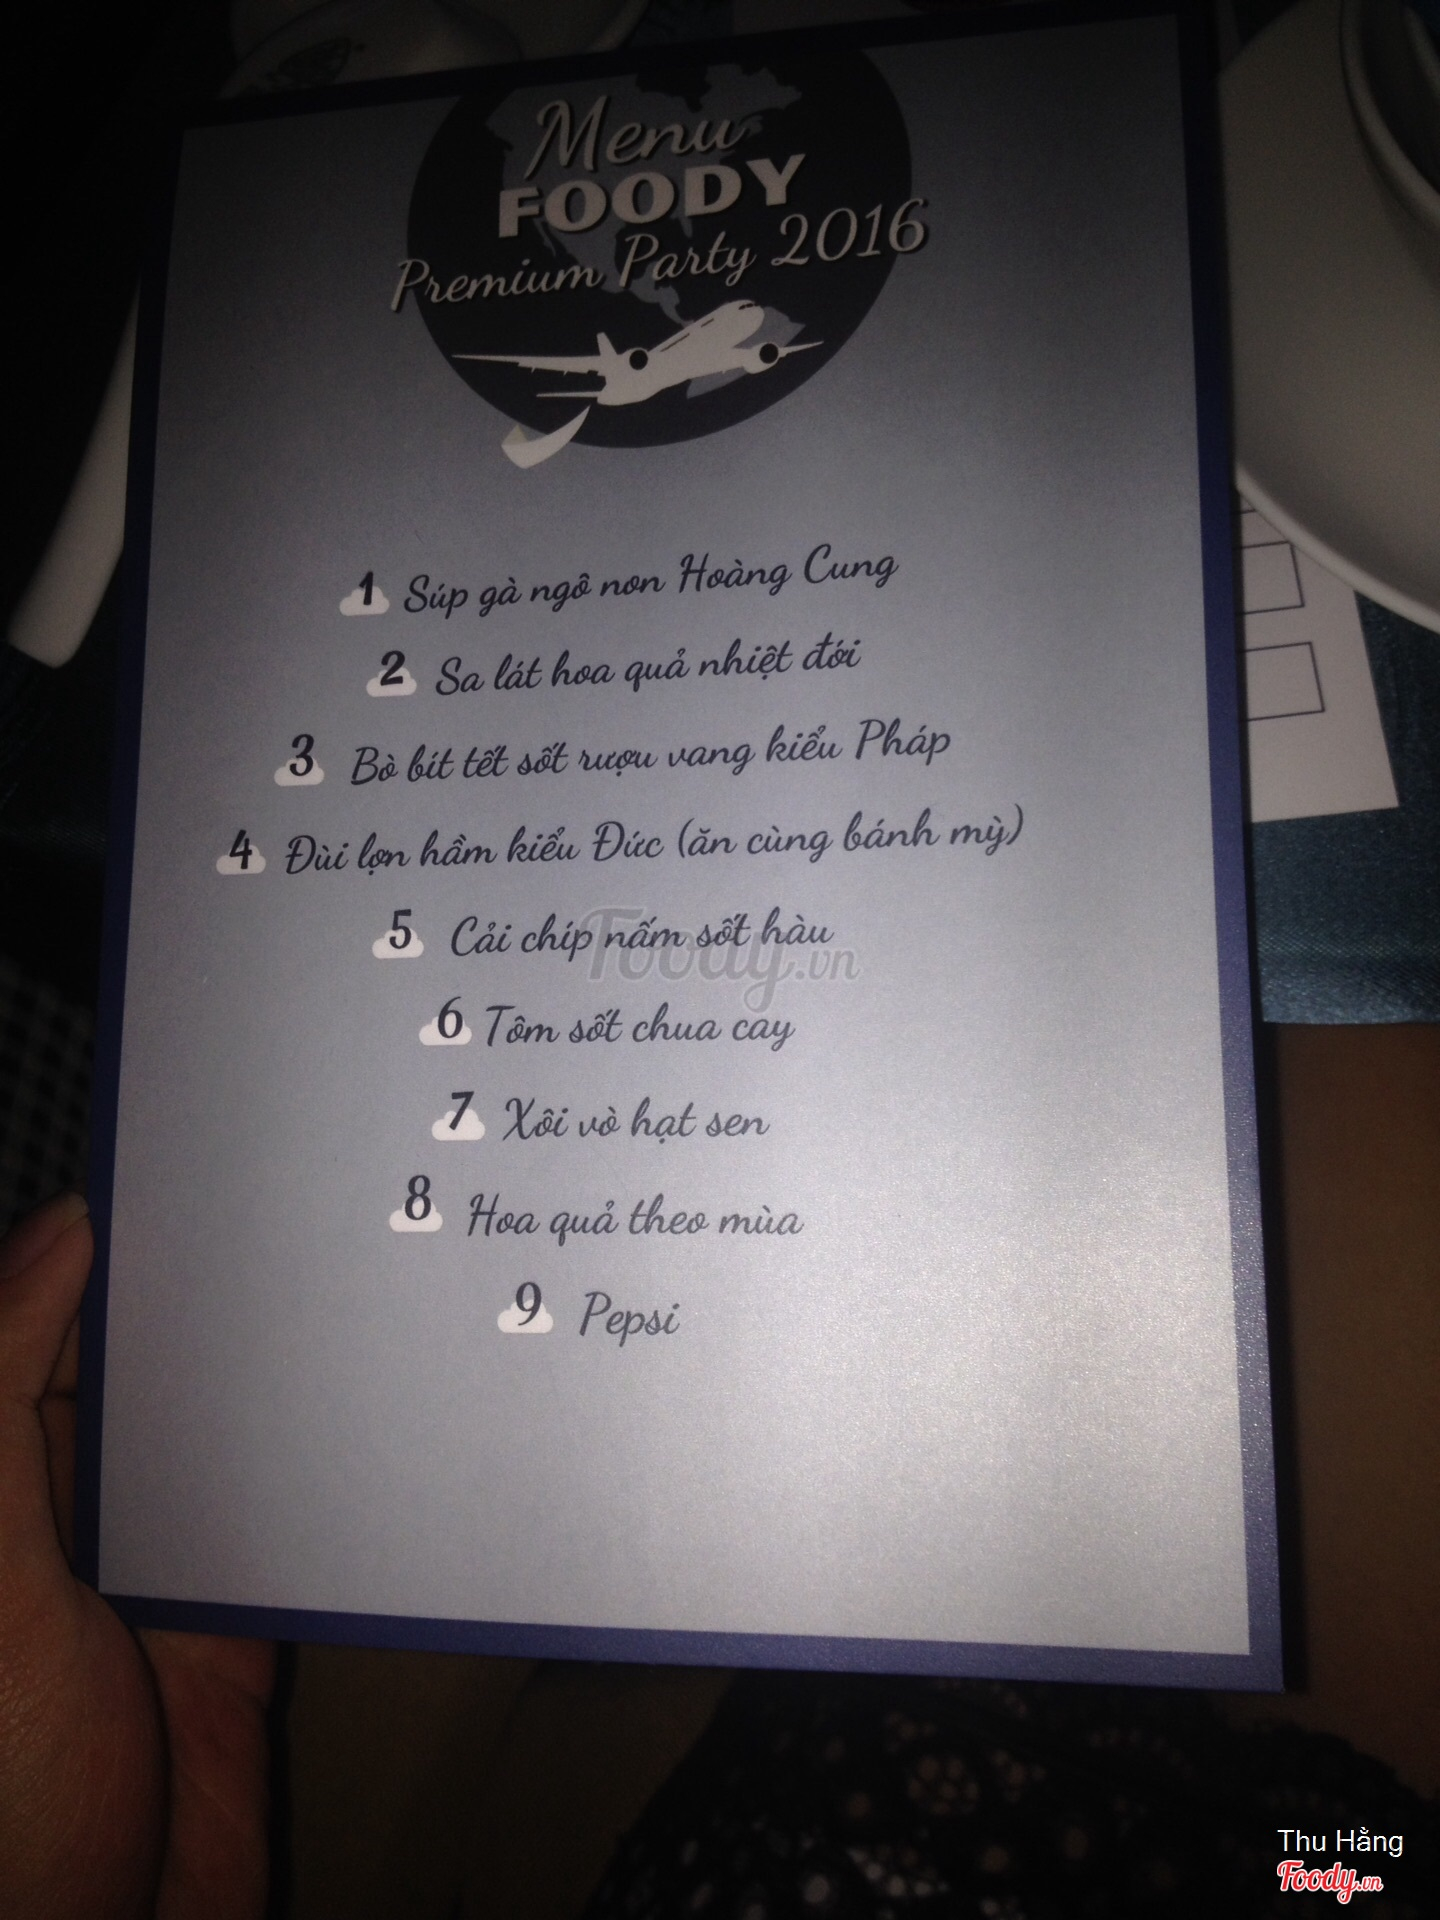 Menu
FOODY
Premium Party 2016
1 Súp gà ngô non Hoàng Cung
2 Sa lát hoa quả nhiệt đới
3 Bò bít tết sốt rượu vang kiểu Pháp
4 Đùi lợn hầm kiểu Đức (ăn cùng bánh mỳ)
5 Cải chíp nấm sốt hàu
Foody.vn
6 Tôm sốt chua cay
7 Xôi vò hạt sen
8 Hoa quả theo mùa
9 Pepsi
Thu Hằng
Foody.vn